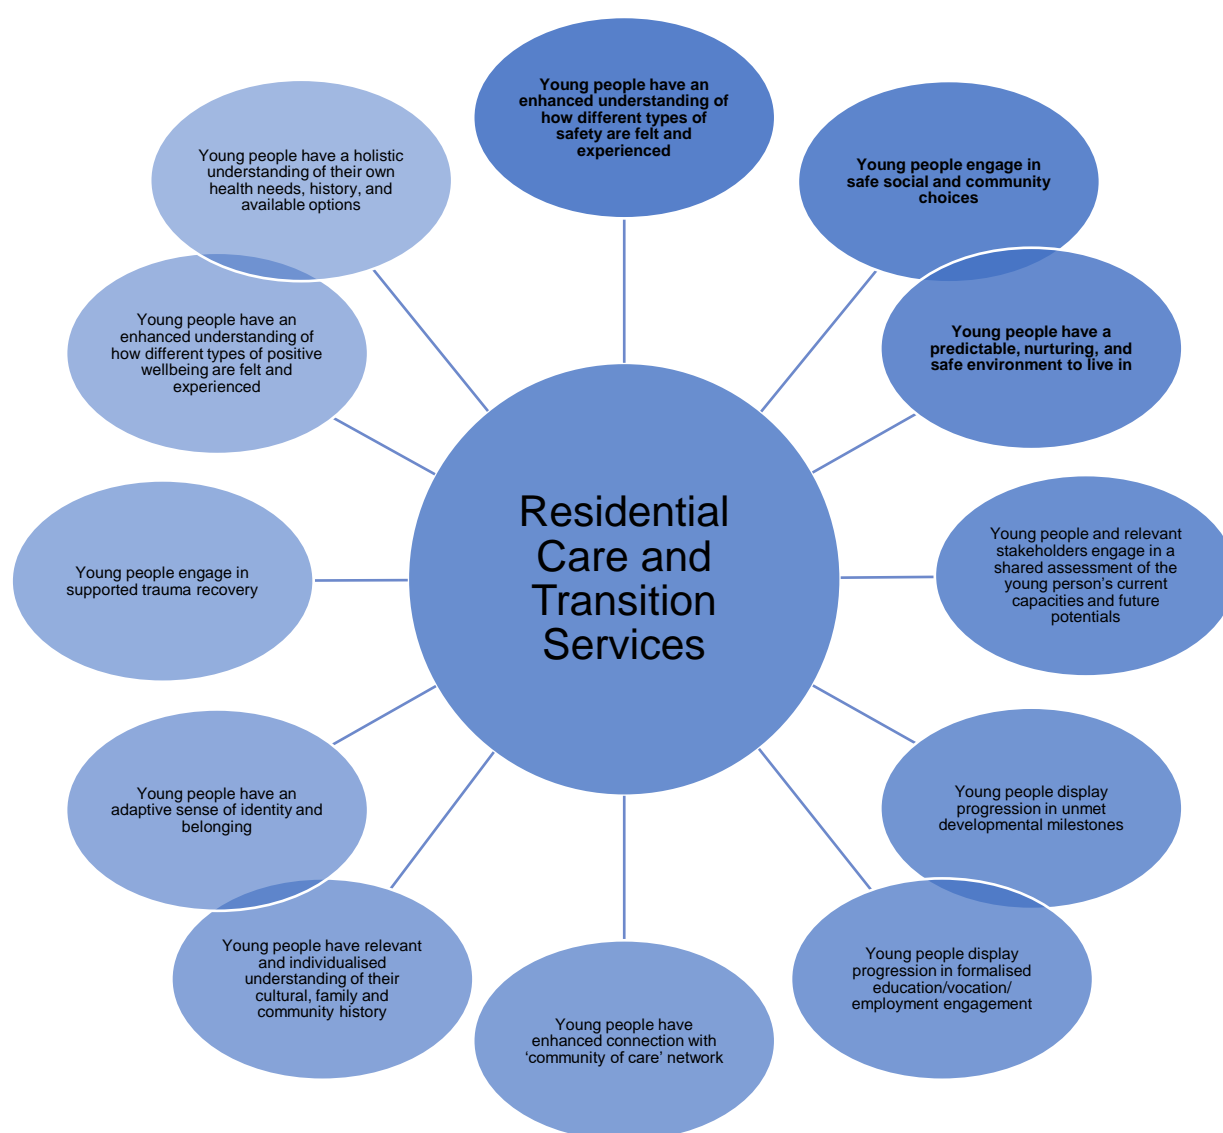 Young people have an
enhanced understanding of
how different types of
safety are felt and
experienced
Young people engage in
safe social and community
choices
Young people have a
predictable, nurturing, and
safe environment to live in
Young people and relevant
stakeholders engage in a
shared assessment of the
young person’s current
capacities and future
potentials
Young people display
progression in unmet
developmental milestones
Young people display
progression in formalised
education/vocation/
employment engagement
Young people have
enhanced connection with
‘community of care’ network
Young people have relevant
and individualised
understanding of their
cultural, family and
community history
Young people have an
adaptive sense of identity and
belonging
Young people engage in
supported trauma recovery
Young people have an
enhanced understanding of
how different types of positive
wellbeing are felt and
experienced
Young people have a holistic
understanding of their own
health needs, history, and
available options
Residential
Care and
Transition
Services